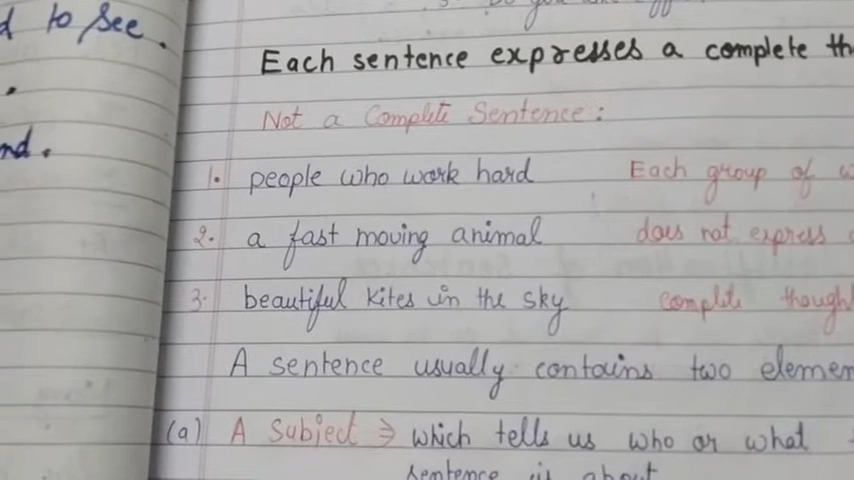 to see.
Each sentence expresses a complete
Not a Complete Sentence:
1. people who work hard Each group of
2. a fast moving animal does not express
3. beautiful kites in the sky complete
A sentence usually contains two
(a) A Subject ⇒ which tells us who or what
sentence is about